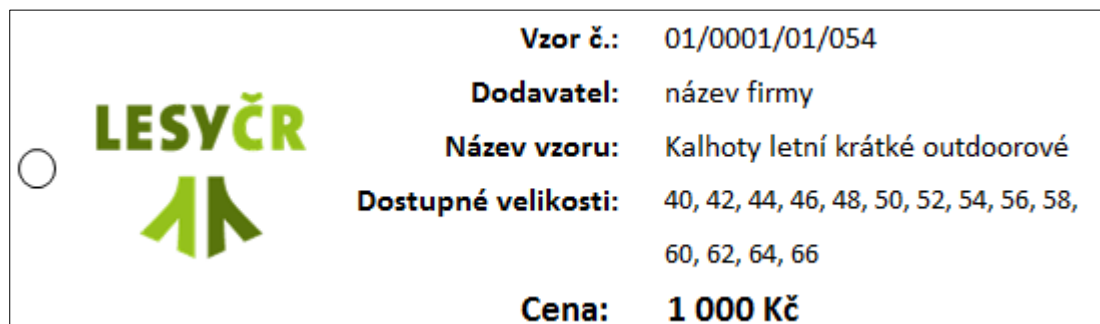 LESYČR
Vzor č.: 01/0001/01/054
Dodavatel: název firmy
Název vzoru: Kalhoty letní krátké outdoorové
Dostupné velikosti: 40, 42, 44, 46, 48, 50, 52, 54, 56, 58,
60, 62, 64, 66
Cena: 1 000 Kč